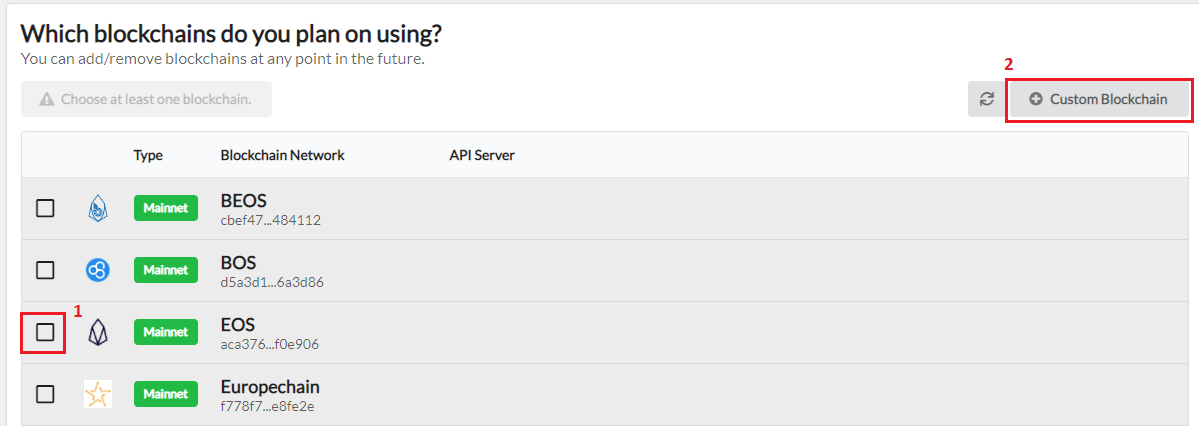 Which blockchains do you plan on using?
You can add/remove blockchains at any point in the future.
2
Choose at least one blockchain.
Custom Blockchain
Type Blockchain Network API Server
Mainnet BEOS
cbef47...484112
Mainnet BOS
d5a3d1...6a3d86
1
Mainnet EOS
aca376...f0e906
Mainnet Europechain
f778f7...e8fe2e